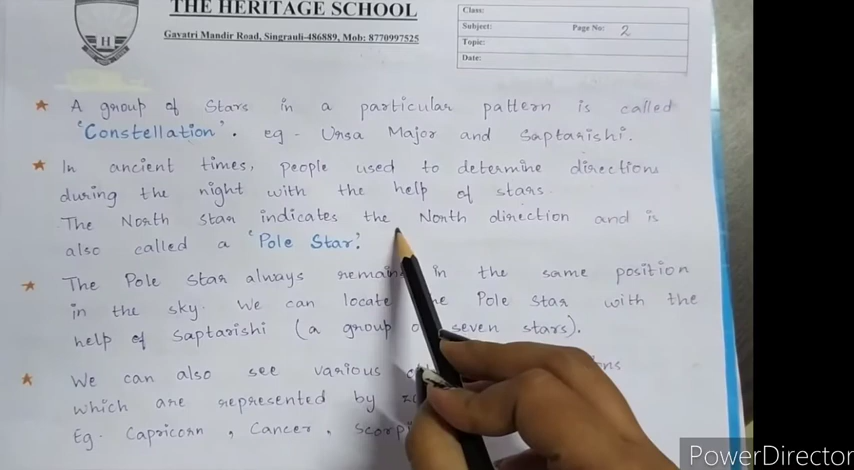 THE HERITAGE SCHOOL
Gayatri Mandir Road, Singrauli-486889, Mob: 8770997525
Class:
Subject: Page No: 2
Topic:
Date:
H
A group of Stars in a particular pattern is called
"Constellation". eg - Ursa Major and Saptarishi.
In ancient times, people used to determine directions
during the night with the help of stars.
The North star indicates the North direction and is
also called a 'Pole Star'.
The Pole star always remains in the same position
in the sky. We can locate the Pole star with the
help of Saptarishi (a group of seven stars).
We can also see various
which are represented by
Eg. Capricorn, Cancer,
PowerDirector